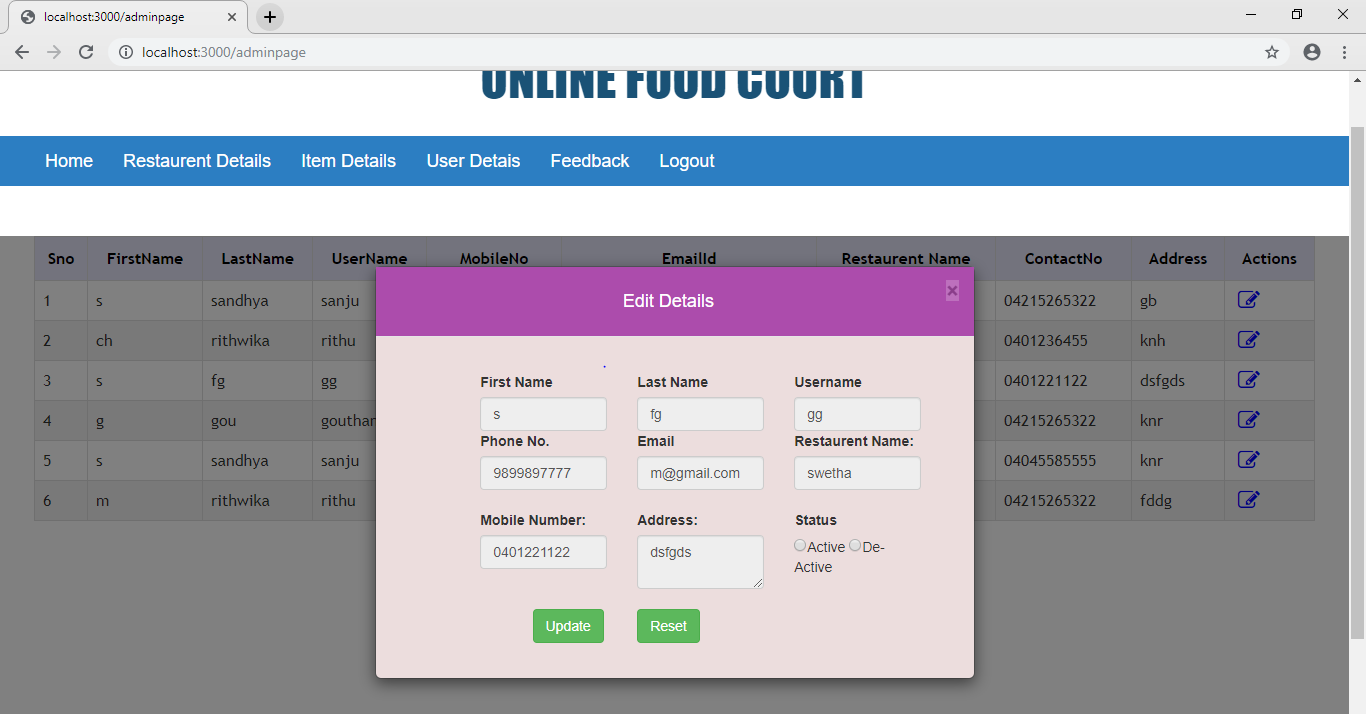 localhost:3000/adminpage
localhost:3000/adminpage
ONLINE FOOD COURT
Home Restaurent Details Item Details User Detais Feedback Logout
Sno FirstName LastName UserName MobileNo EmailId Restaurent Name ContactNo Address Actions
1 s sandhya sanju 04215265322 gb
2 ch rithwika rithu 0401236455 knh
3 s fg gg 0401221122 dsfgds
4 g gou gouthar 04215265322 knr
5 s sandhya sanju 04045585555 knr
6 m rithwika rithu 04215265322 fddg
Edit Details ×
First Name Last Name Username
s fg gg
Phone No. Email Restaurent Name:
9899897777 m@gmail.com swetha
Mobile Number: Address: Status
0401221122 dsfgds Active De-
Active
Update Reset